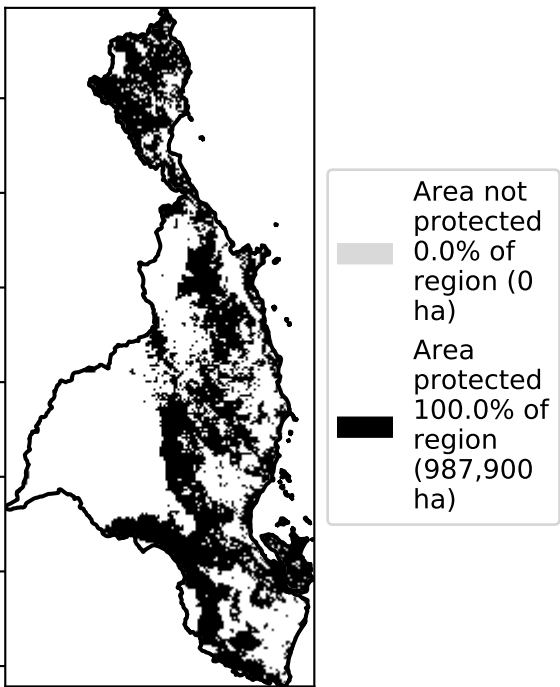 Area not
protected
0.0% of
region (0
ha)
Area
protected
100.0% of
region
(987,900
ha)